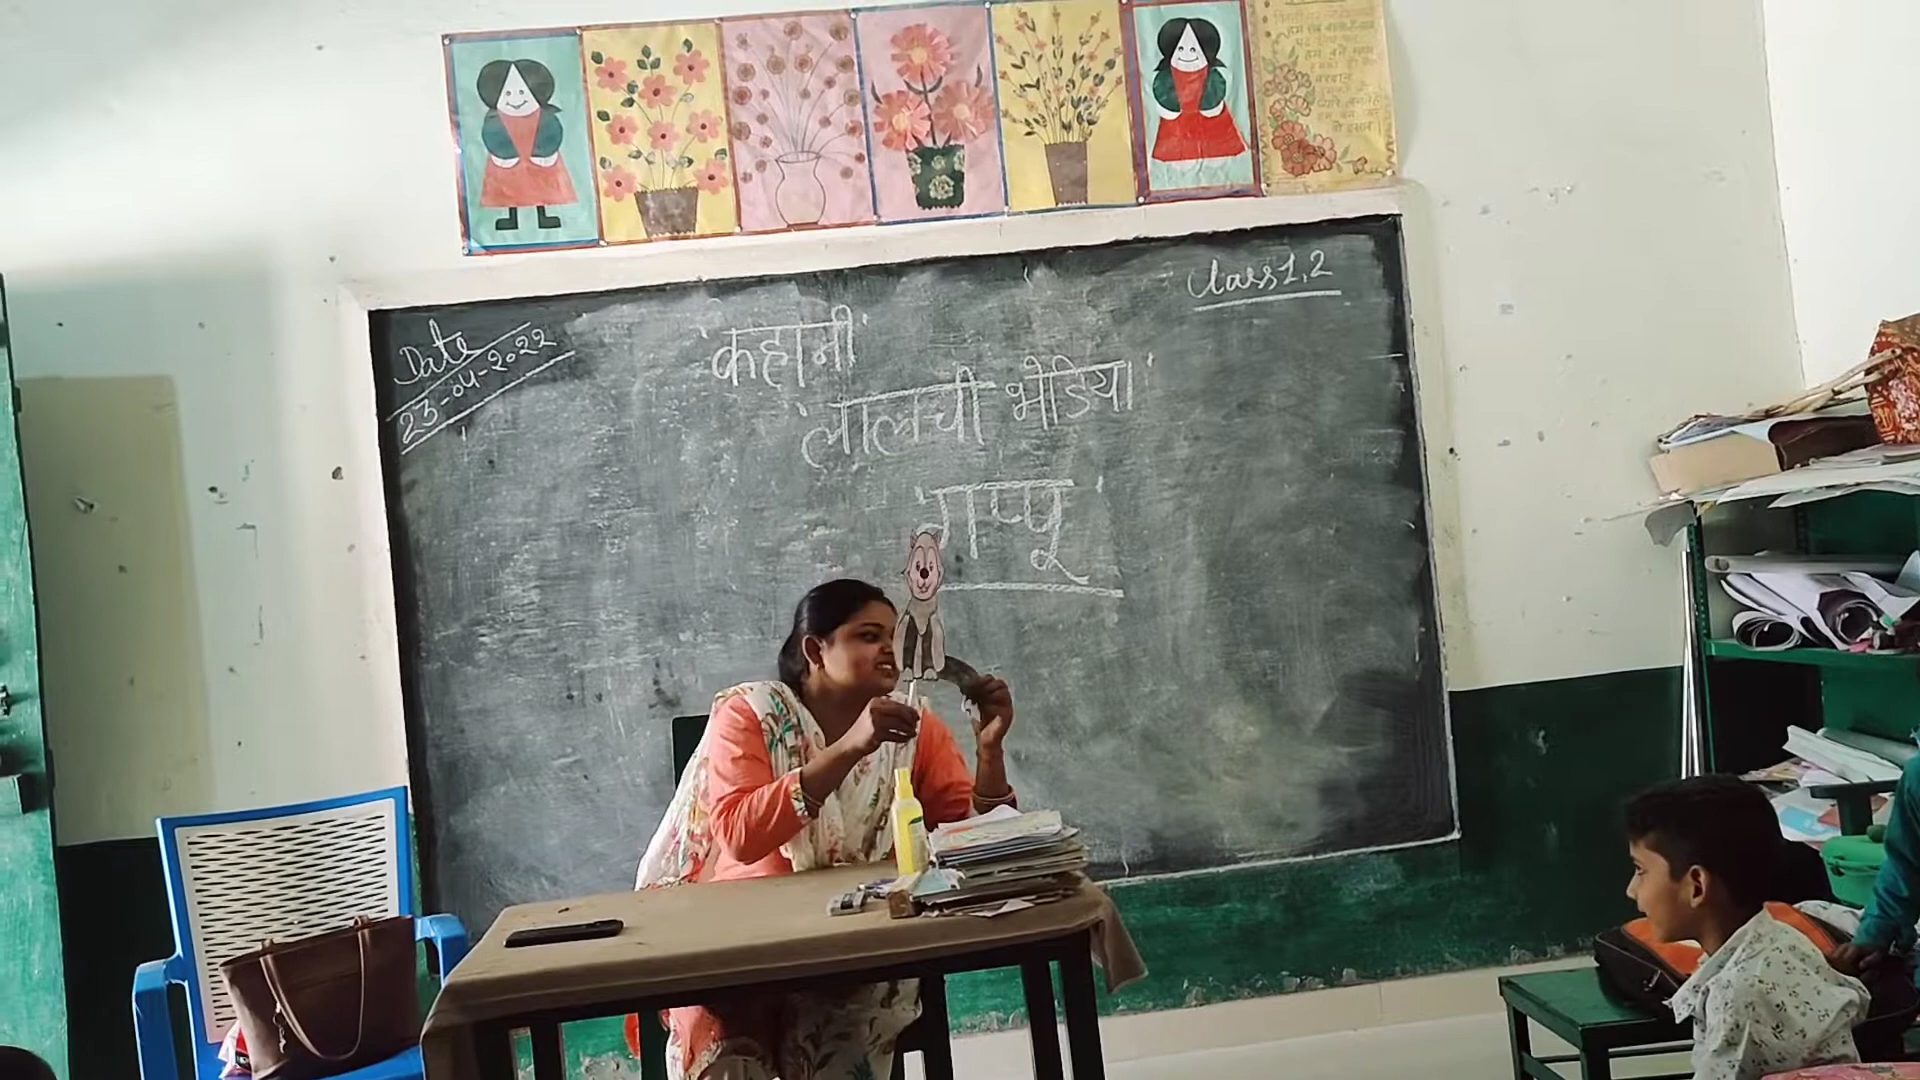 Date
23-04-2022
Class 1,2
'कहानी'
'लालची भेडिया'
'गप्पू'